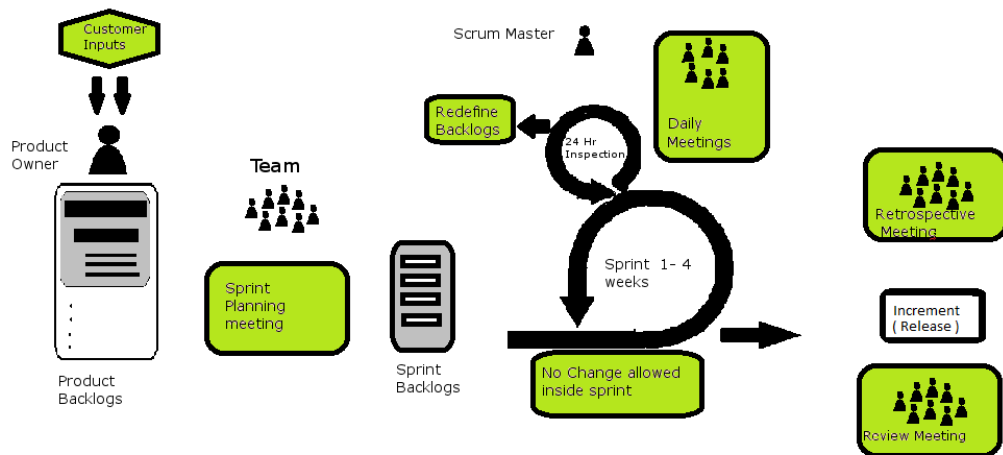 Customer
Inputs
Product
Owner
Product
Backlogs
Team
Sprint
Planning
meeting
Sprint
Backlogs
Scrum Master
Redefine
Backlogs
24 Hr
Inspection
Daily
Meetings
Sprint 1- 4
weeks
No Change allowed
inside sprint
Retrospective
Meeting
Increment
( Release )
Review Meeting